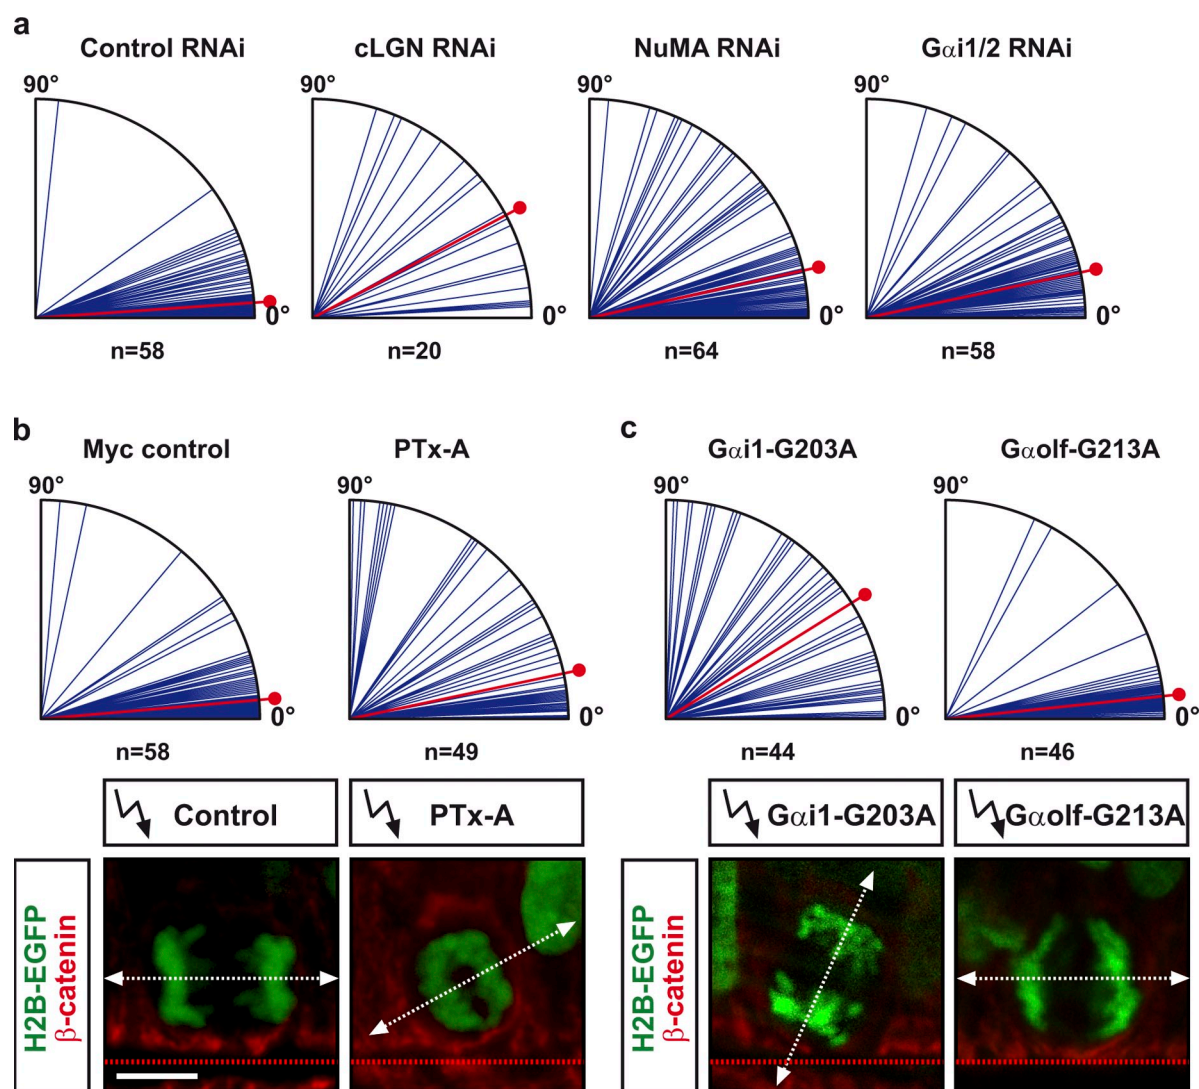 a
Control RNAi
cLGN RNAi
NuMA RNAi
Gαi1/2 RNAi
90°
90°
90°
90°
0°
0°
0°
0°
n=58
n=20
n=64
n=58
b
c
Myc control
PTx-A
Gαi1-G203A
Gαolf-G213A
90°
90°
90°
90°
0°
0°
0°
0°
n=58
n=49
n=44
n=46
Control
PTx-A
Gαi1-G203A
Gαolf-G213A
H2B-EGFP
β-catenin
H2B-EGFP
β-catenin